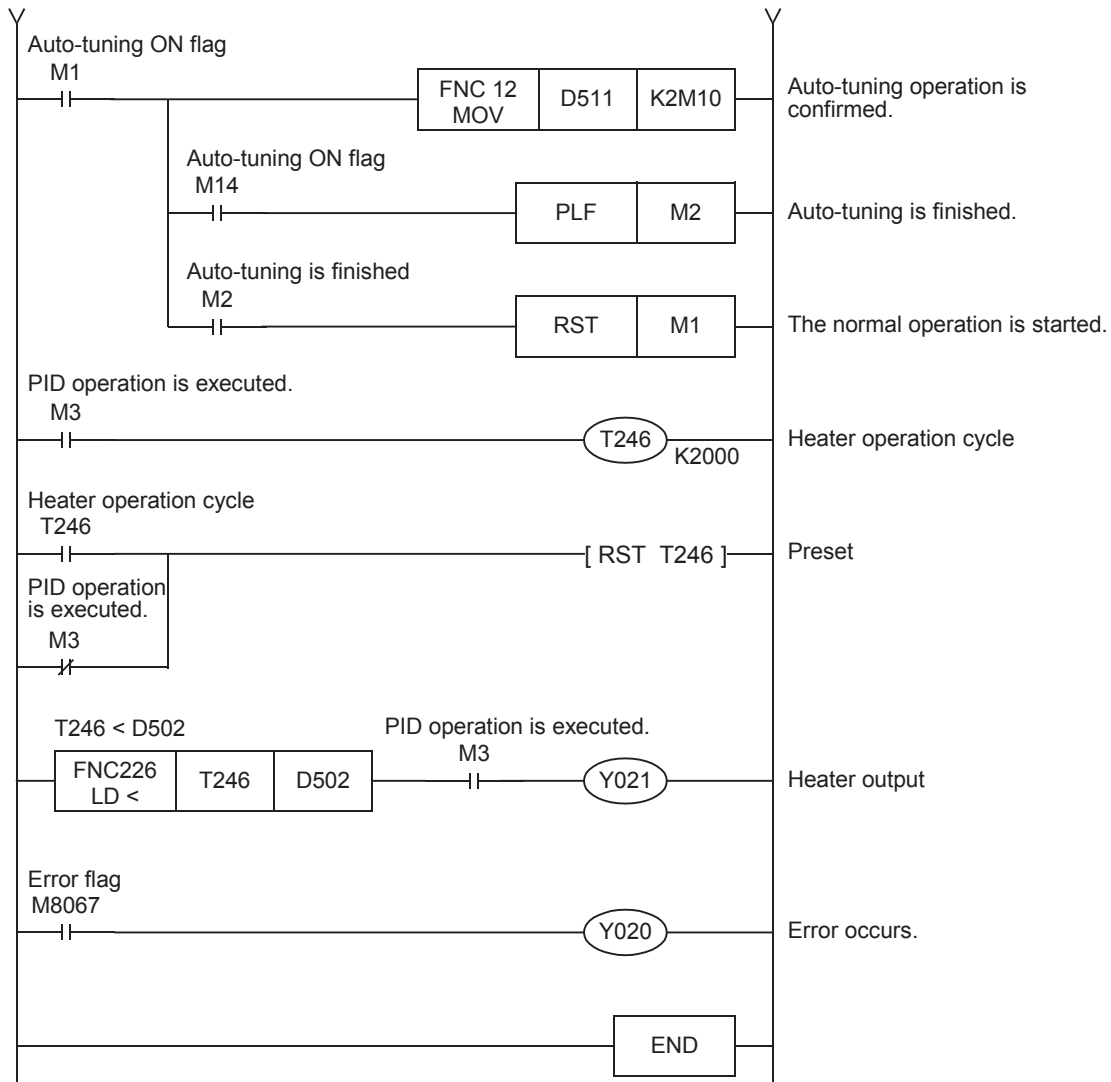 Auto-tuning ON flag
M1
FNC 12
MOV
D511
K2M10
Auto-tuning operation is
confirmed.
Auto-tuning ON flag
M14
PLF
M2
Auto-tuning is finished.
Auto-tuning is finished
M2
RST
M1
The normal operation is started.
PID operation is executed.
M3
T246
K2000
Heater operation cycle
Heater operation cycle
T246
[ RST T246 ]
Preset
PID operation
is executed.
M3
T246 < D502
FNC226
LD <
T246
D502
PID operation is executed.
M3
Y021
Heater output
Error flag
M8067
Y020
Error occurs.
END